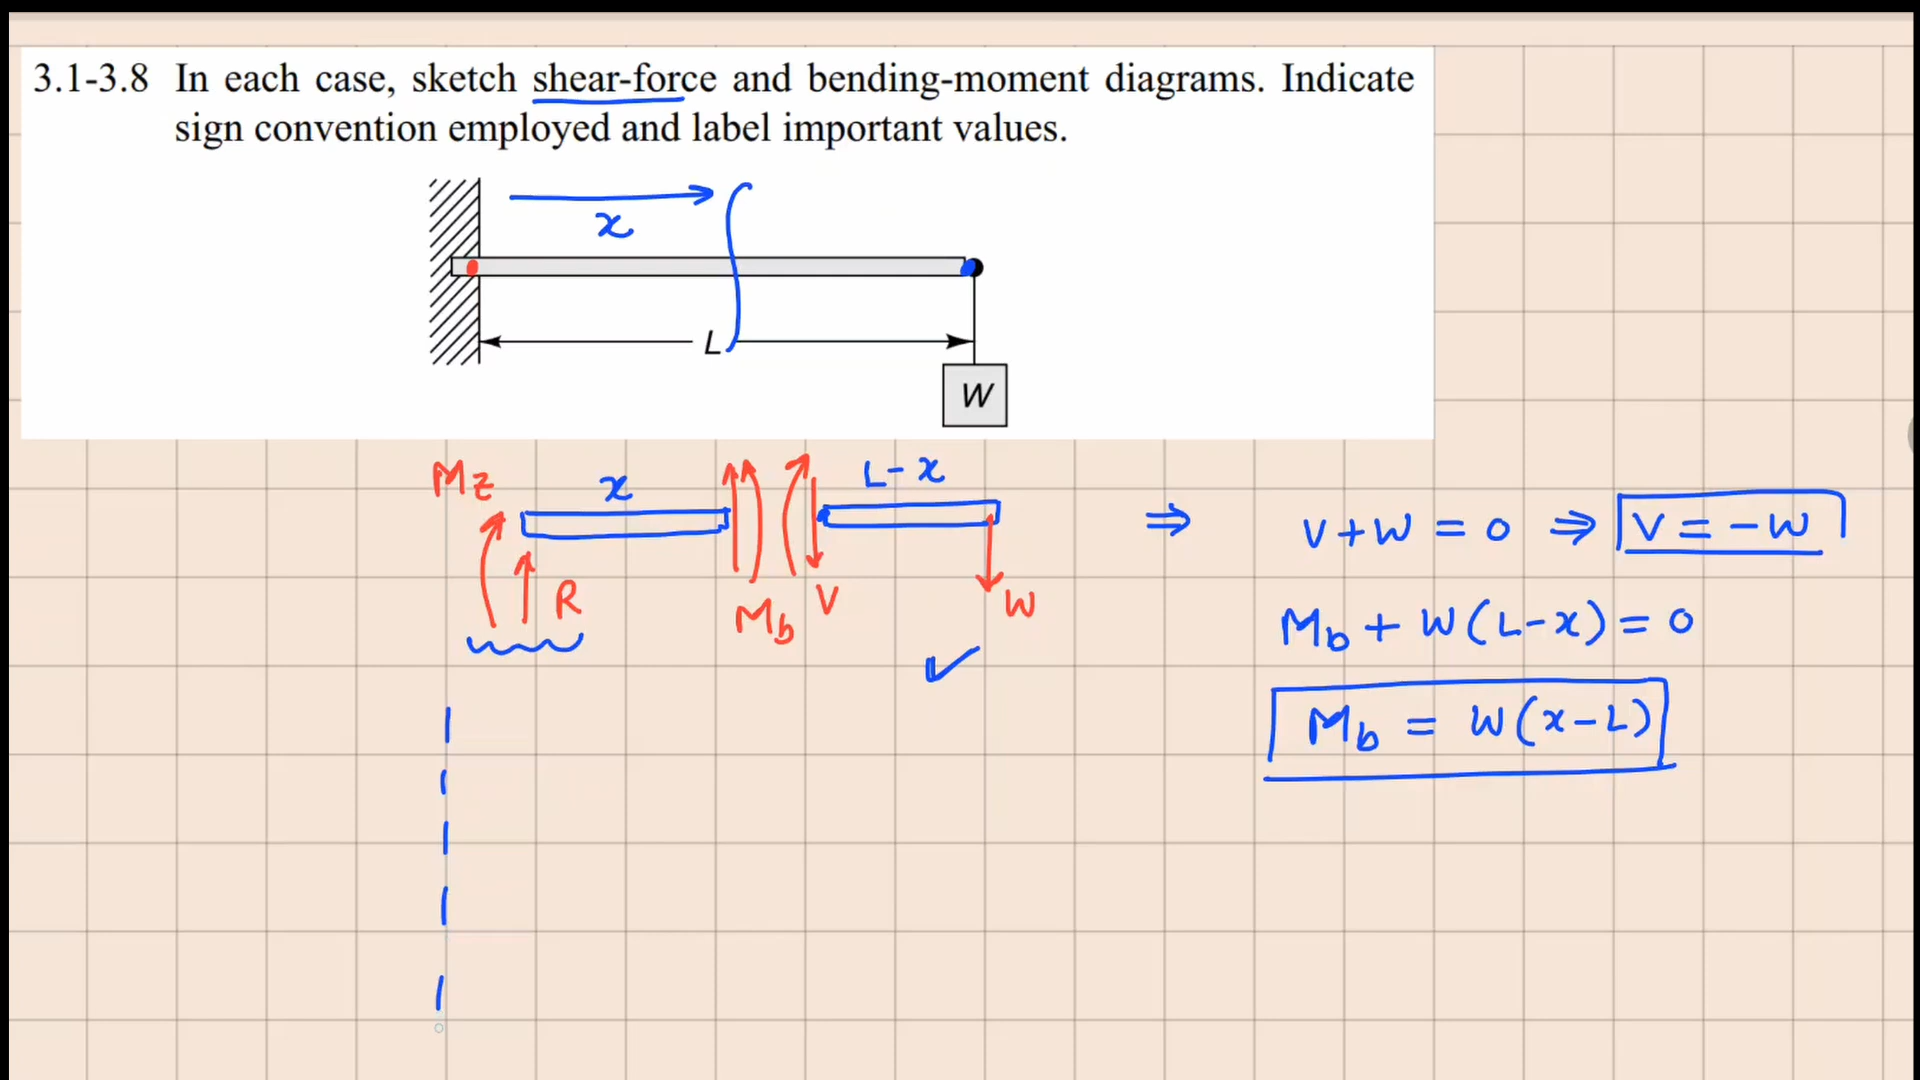 3.1-3.8 In each case, sketch shear-force and bending-moment diagrams. Indicate
sign convention employed and label important values.
x
L
W
Mz
x
L-x
R
Mb
V
W
⇒ V+W = 0 ⇒ V = -W
Mb + W(L-x) = 0
Mb = W(x-L)